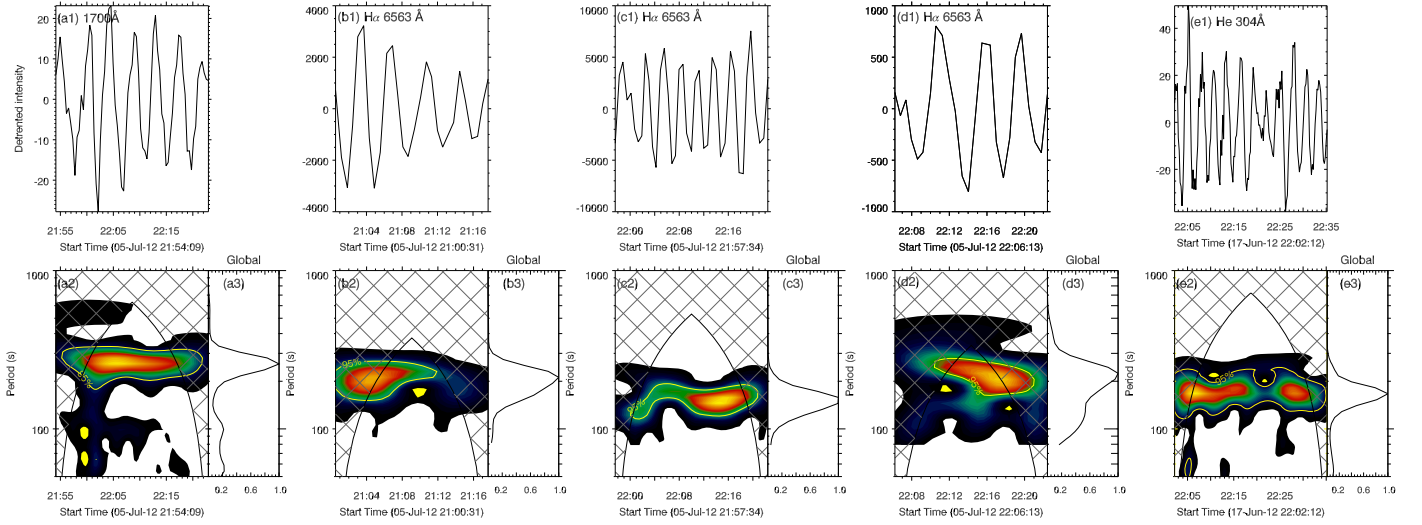 (a1) 1700Å
(b1) Hα 6563 Å
(c1) Hα 6563 Å
(d1) Hα 6563 Å
(e1) He 304Å
Detrented intensity
20
10
0
-10
-20
4000
2000
0
-2000
-4000
10000
5000
0
-5000
-10000
1000
500
0
-500
-1000
40
20
0
-20
21:55 22:05 22:15
21:04 21:08 21:12 21:16
22:00 22:08 22:16
22:08 22:12 22:16 22:20
22:05 22:15 22:25 22:35
Start Time (05-Jul-12 21:54:09)
Start Time (05-Jul-12 21:00:31)
Start Time (05-Jul-12 21:57:34)
Start Time (05-Jul-12 22:06:13)
Start Time (17-Jun-12 22:02:12)
Global
Global
Global
Global
Global
1000
100
Period (s)
(a2)
95%
(a3)
1000
100
Period (s)
(b2)
95%
(b3)
1000
100
Period (s)
(c2)
95%
(c3)
1000
100
Period (s)
(d2)
95%
(d3)
1000
100
Period (s)
(e2)
95%
(e3)
21:55 22:05 22:15
0.2 0.6 1.0
21:04 21:08 21:12 21:16
0.2 0.6 1.0
22:00 22:08 22:16
0.2 0.6 1.0
22:08 22:12 22:16 22:20
0.2 0.6 1.0
22:05 22:15 22:25
0.2 0.6 1.0
Start Time (05-Jul-12 21:54:09)
Start Time (05-Jul-12 21:00:31)
Start Time (05-Jul-12 21:57:34)
Start Time (05-Jul-12 22:06:13)
Start Time (17-Jun-12 22:02:12)